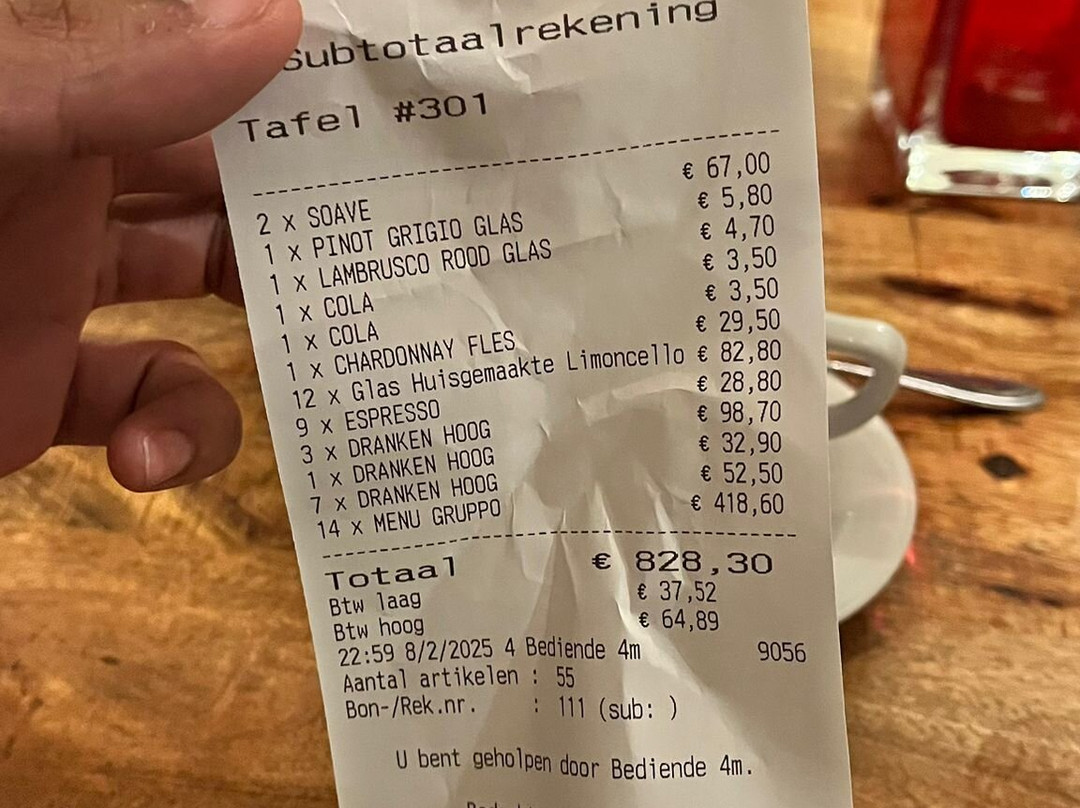 Subtotaalrekening
Tafel #301
2 x SOAVE € 67,00
1 x PINOT GRIGIO GLAS € 5,80
1 x LAMBRUSCO ROOD GLAS € 4,70
1 x COLA € 3,50
1 x COLA € 3,50
1 x CHARDONNAY FLES € 29,50
12 x Glas Huisgemaakte Limoncello € 82,80
9 x ESPRESSO € 28,80
3 x DRANKEN HOOG € 98,70
1 x DRANKEN HOOG € 32,90
7 x DRANKEN HOOG € 52,50
14 x MENU GRUPPO € 418,60
Totaal € 828,30
Btw laag € 37,52
Btw hoog € 64,89
22:59 8/2/2025 4 Bediende 4m 9056
Aantal artikelen : 55
Bon-/Rek.nr. : 111 (sub: )
U bent geholpen door Bediende 4m.